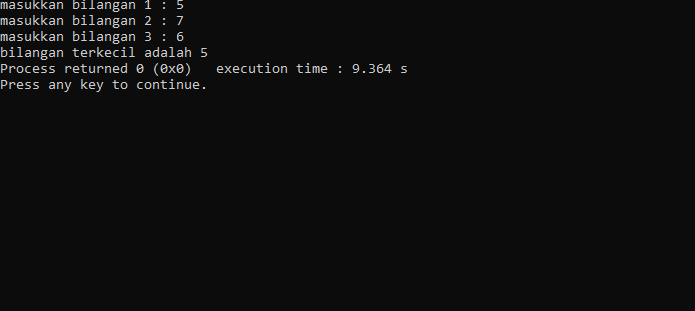 masukkan bilangan 1 : 5
masukkan bilangan 2 : 7
masukkan bilangan 3 : 6
bilangan terkecil adalah 5
Process returned 0 (0x0)   execution time : 9.364 s
Press any key to continue.